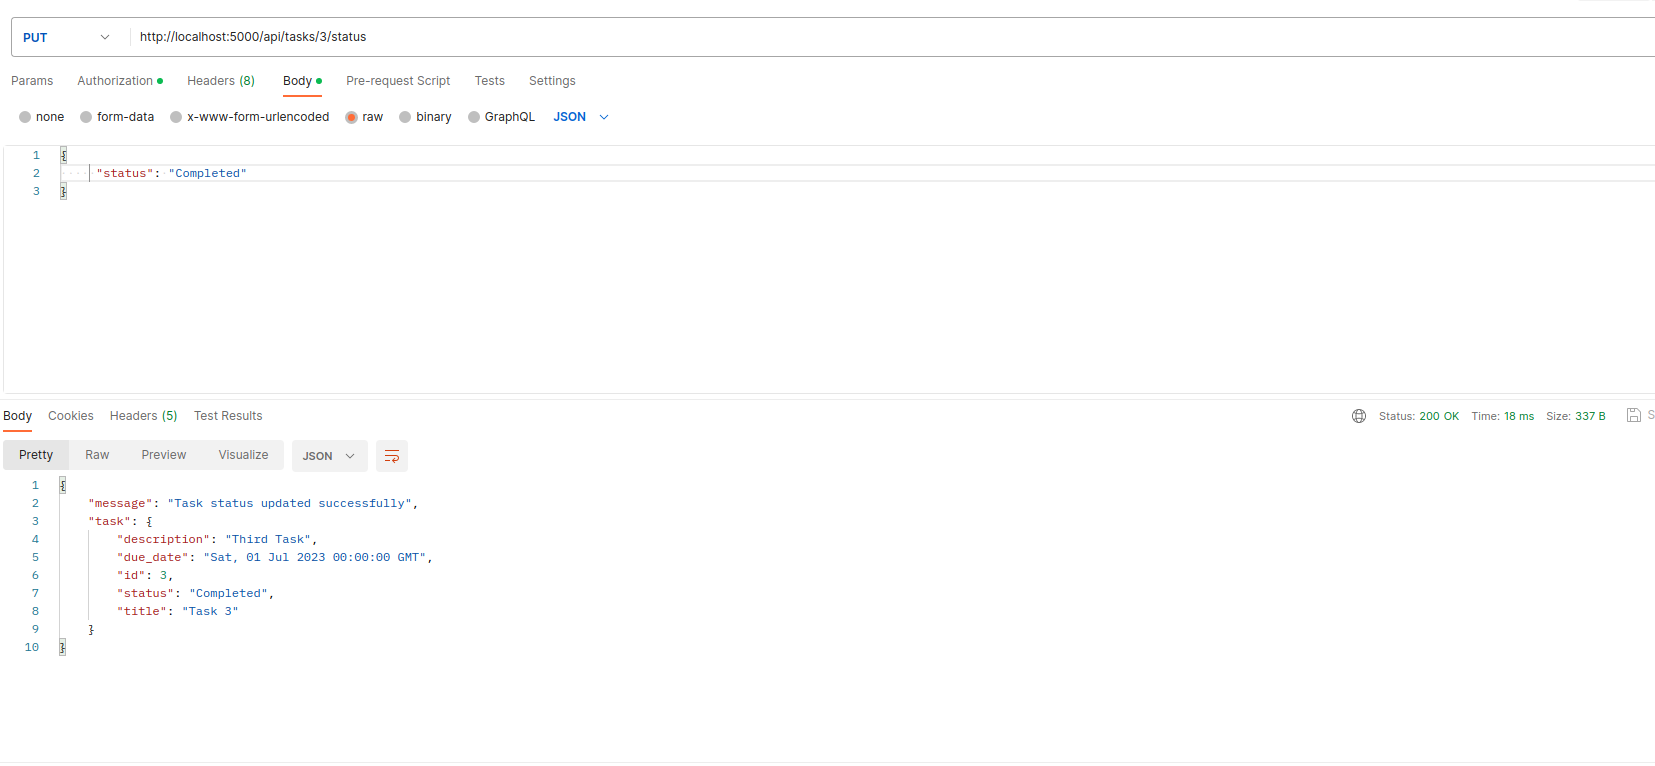 PUT http://localhost:5000/api/tasks/3/status
Params Authorization Headers (8) Body Pre-request Script Tests Settings
none form-data x-www-form-urlencoded raw binary GraphQL JSON
1 {
2 "status": "Completed"
3 }
Body Cookies Headers (5) Test Results Status: 200 OK Time: 18 ms Size: 337 B S
Pretty Raw Preview Visualize JSON
1 {
2 "message": "Task status updated successfully",
3 "task": {
4 "description": "Third Task",
5 "due_date": "Sat, 01 Jul 2023 00:00:00 GMT",
6 "id": 3,
7 "status": "Completed",
8 "title": "Task 3"
9 }
10 }